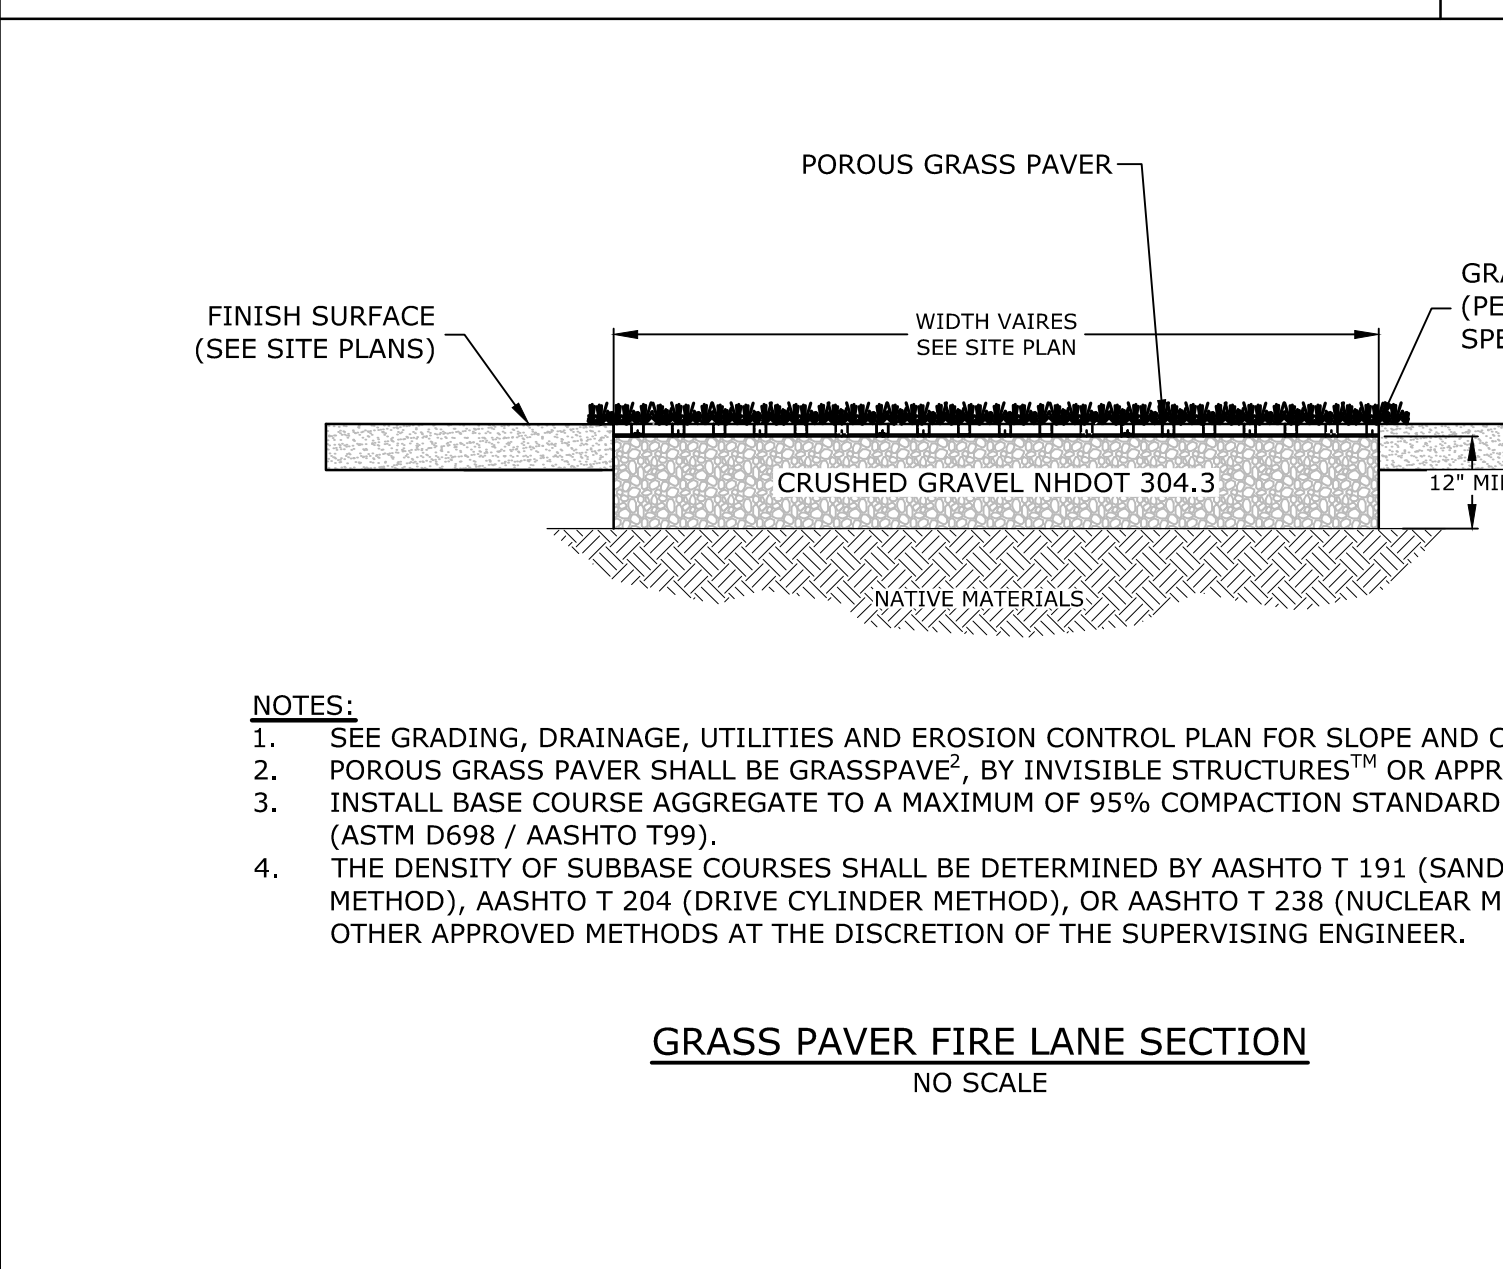 POROUS GRASS PAVER
FINISH SURFACE
(SEE SITE PLANS)
WIDTH VAIRES
SEE SITE PLAN
CRUSHED GRAVEL NHDOT 304.3
12"
NATIVE MATERIALS
NOTES:
1. SEE GRADING, DRAINAGE, UTILITIES AND EROSION CONTROL PLAN FOR SLOPE AND
2. POROUS GRASS PAVER SHALL BE GRASSPAVE², BY INVISIBLE STRUCTURES™ OR
3. INSTALL BASE COURSE AGGREGATE TO A MAXIMUM OF 95% COMPACTION STANDARD
(ASTM D698 / AASHTO T99).
4. THE DENSITY OF SUBBASE COURSES SHALL BE DETERMINED BY AASHTO T 191 (SAND
METHOD), AASHTO T 204 (DRIVE CYLINDER METHOD), OR AASHTO T 238 (NUCLEAR
OTHER APPROVED METHODS AT THE DISCRETION OF THE SUPERVISING ENGINEER.
GRASS PAVER FIRE LANE SECTION
NO SCALE